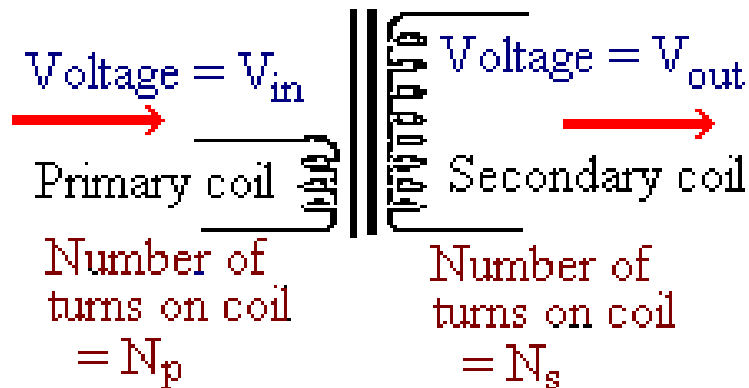 Voltage = Vin
Voltage = Vout
Primary coil
Secondary coil
Number of
turns on coil
= Np
Number of
turns on coil
= Ns